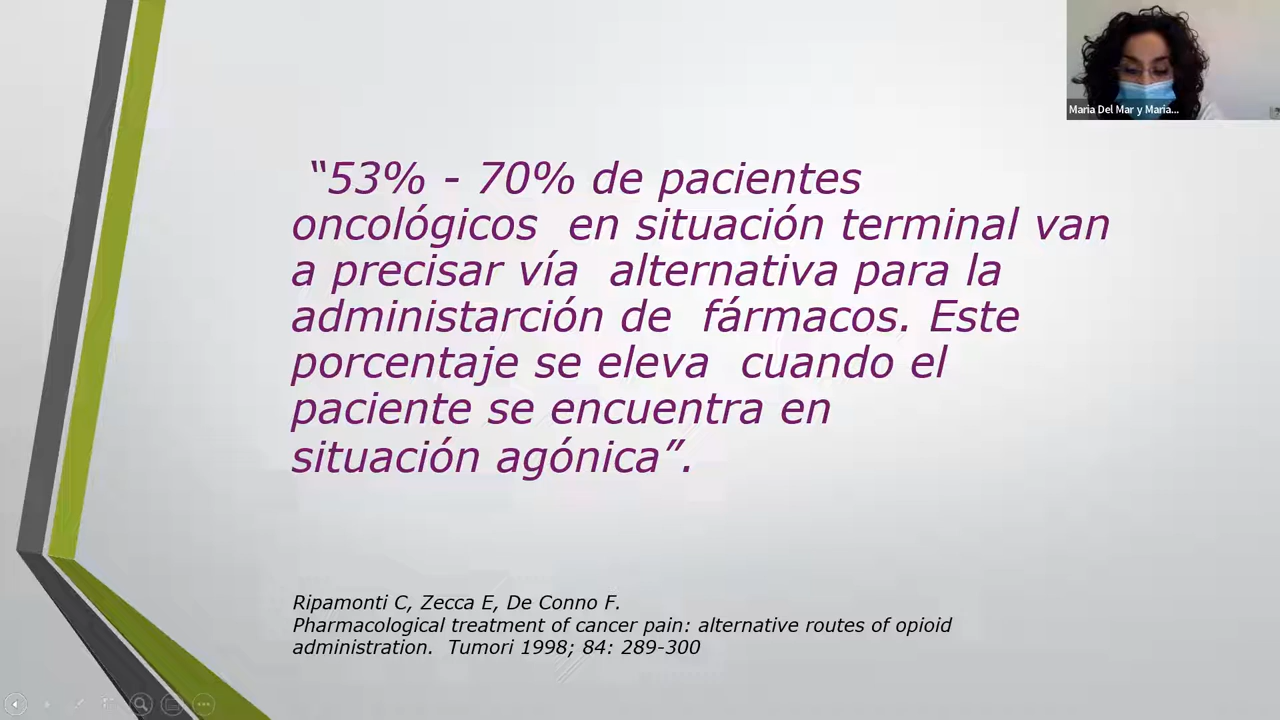 Maria Del Mar y Maria...
“53% - 70% de pacientes
oncológicos en situación terminal van
a precisar vía alternativa para la
administarción de fármacos. Este
porcentaje se eleva cuando el
paciente se encuentra en
situación agónica”.
Ripamonti C, Zecca E, De Conno F.
Pharmacological treatment of cancer pain: alternative routes of opioid
administration. Tumori 1998; 84: 289-300